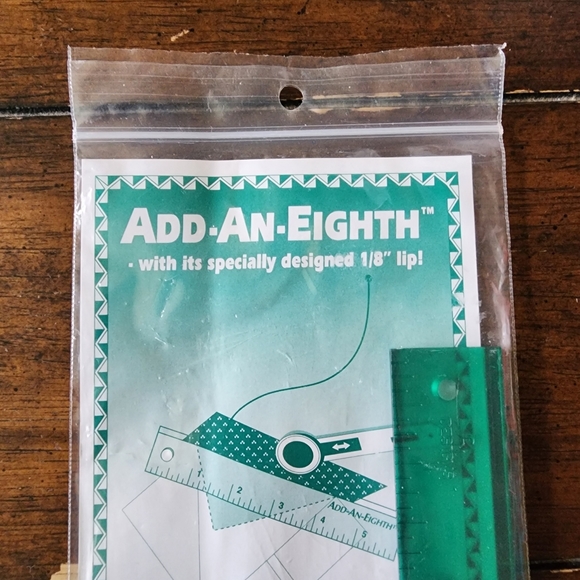 ADD-AN-EIGHTH™
- with its specially designed 1/8" lip!
1
2
3
4
5
ADD-AN-EIGHTH